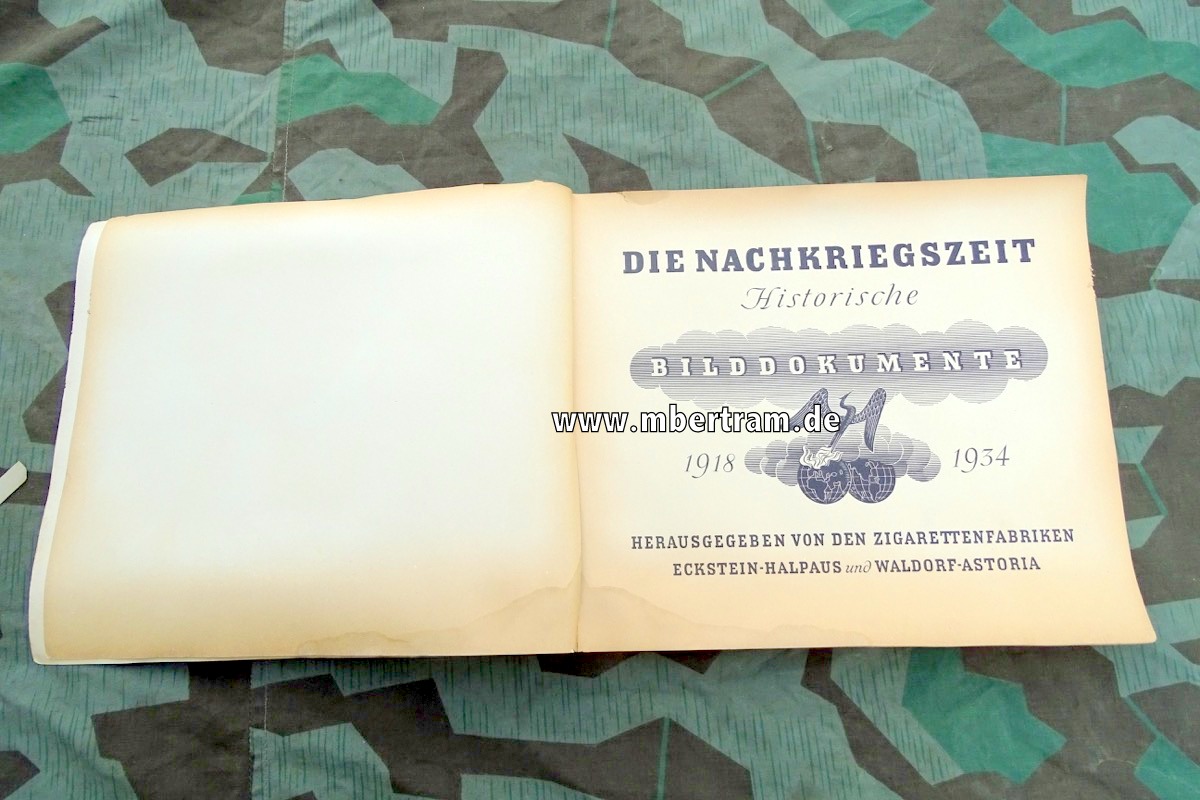 DIE NACHKRIEGSZEIT
Historische
BILDDOKUMENTE
www.mbertram.de
1918 1934
HERAUSGEGEBEN VON DEN ZIGARETTENFABRIKEN
ECKSTEIN-HALPAUS und WALDORF-ASTORIA